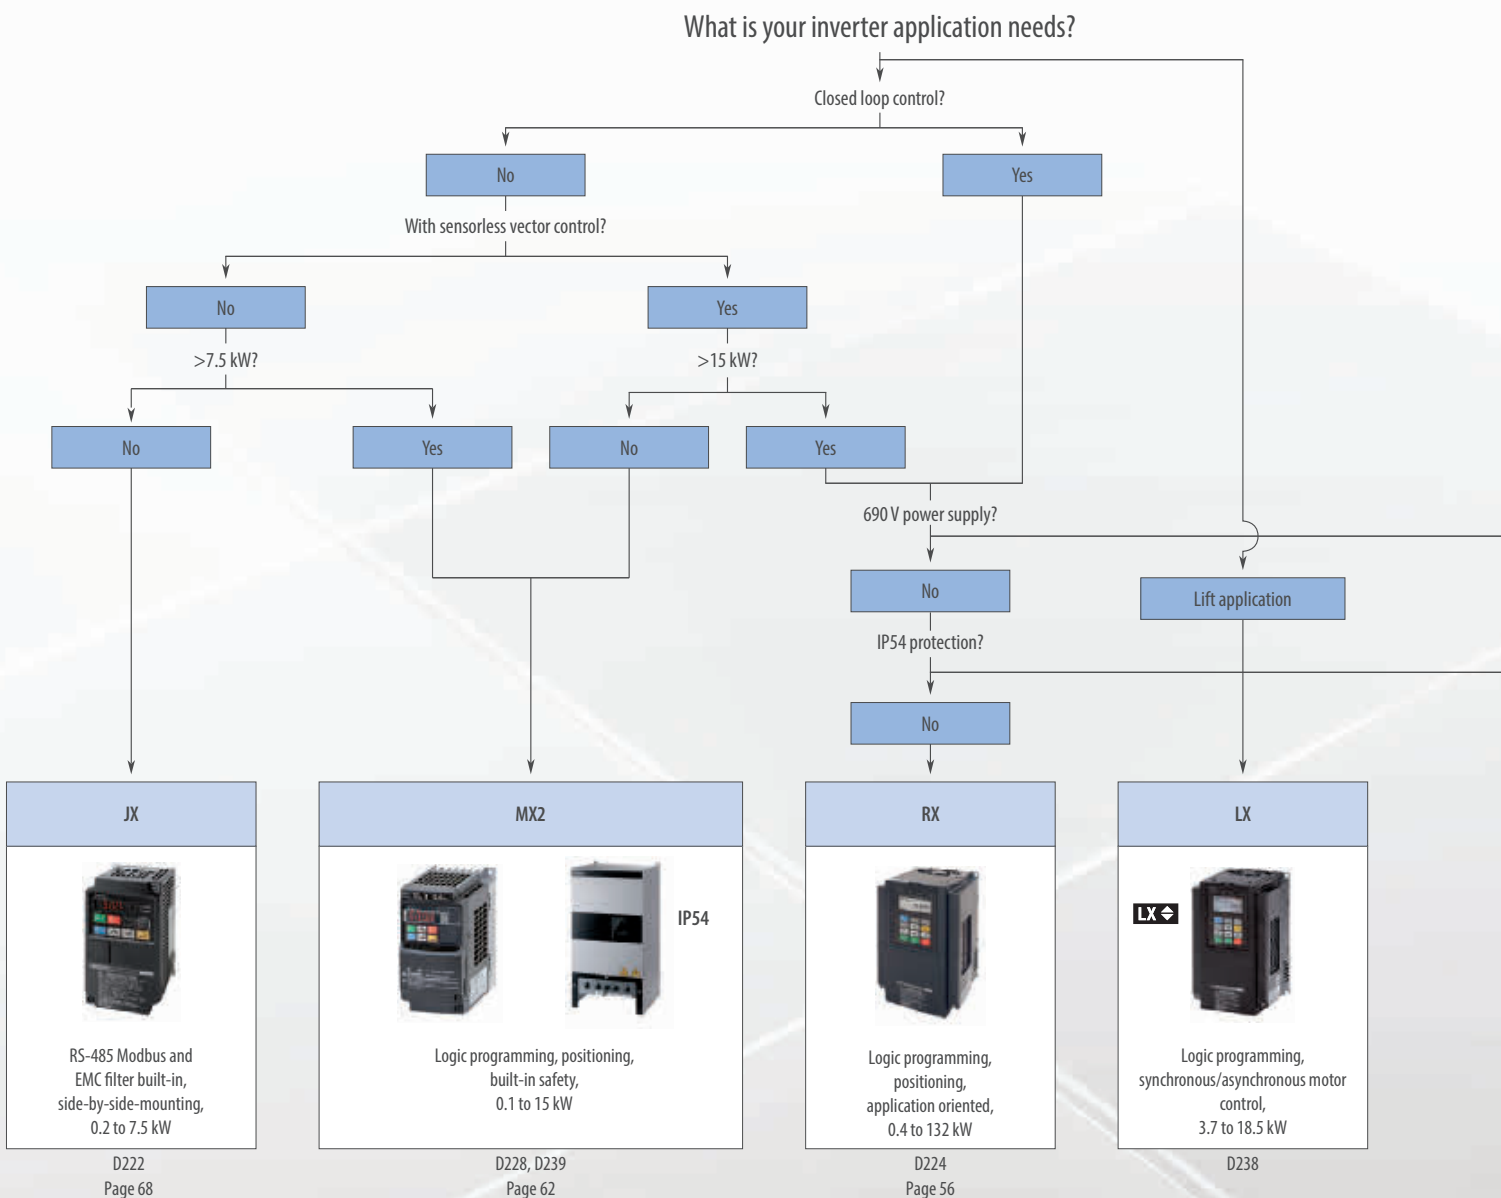 What is your inverter application needs?
Closed loop control?
No
Yes
With sensorless vector control?
No
Yes
>7.5 kW?
>15 kW?
No
Yes
No
Yes
690 V power supply?
No
Lift application
IP54 protection?
No
JX
MX2
RX
LX
IP54
LX
RS-485 Modbus and
EMC filter built-in,
side-by-side-mounting,
0.2 to 7.5 kW
Logic programming, positioning,
built-in safety,
0.1 to 15 kW
Logic programming,
positioning,
application oriented,
0.4 to 132 kW
Logic programming,
synchronous/asynchronous motor
control,
3.7 to 18.5 kW
D222
Page 68
D228, D239
Page 62
D224
Page 56
D238